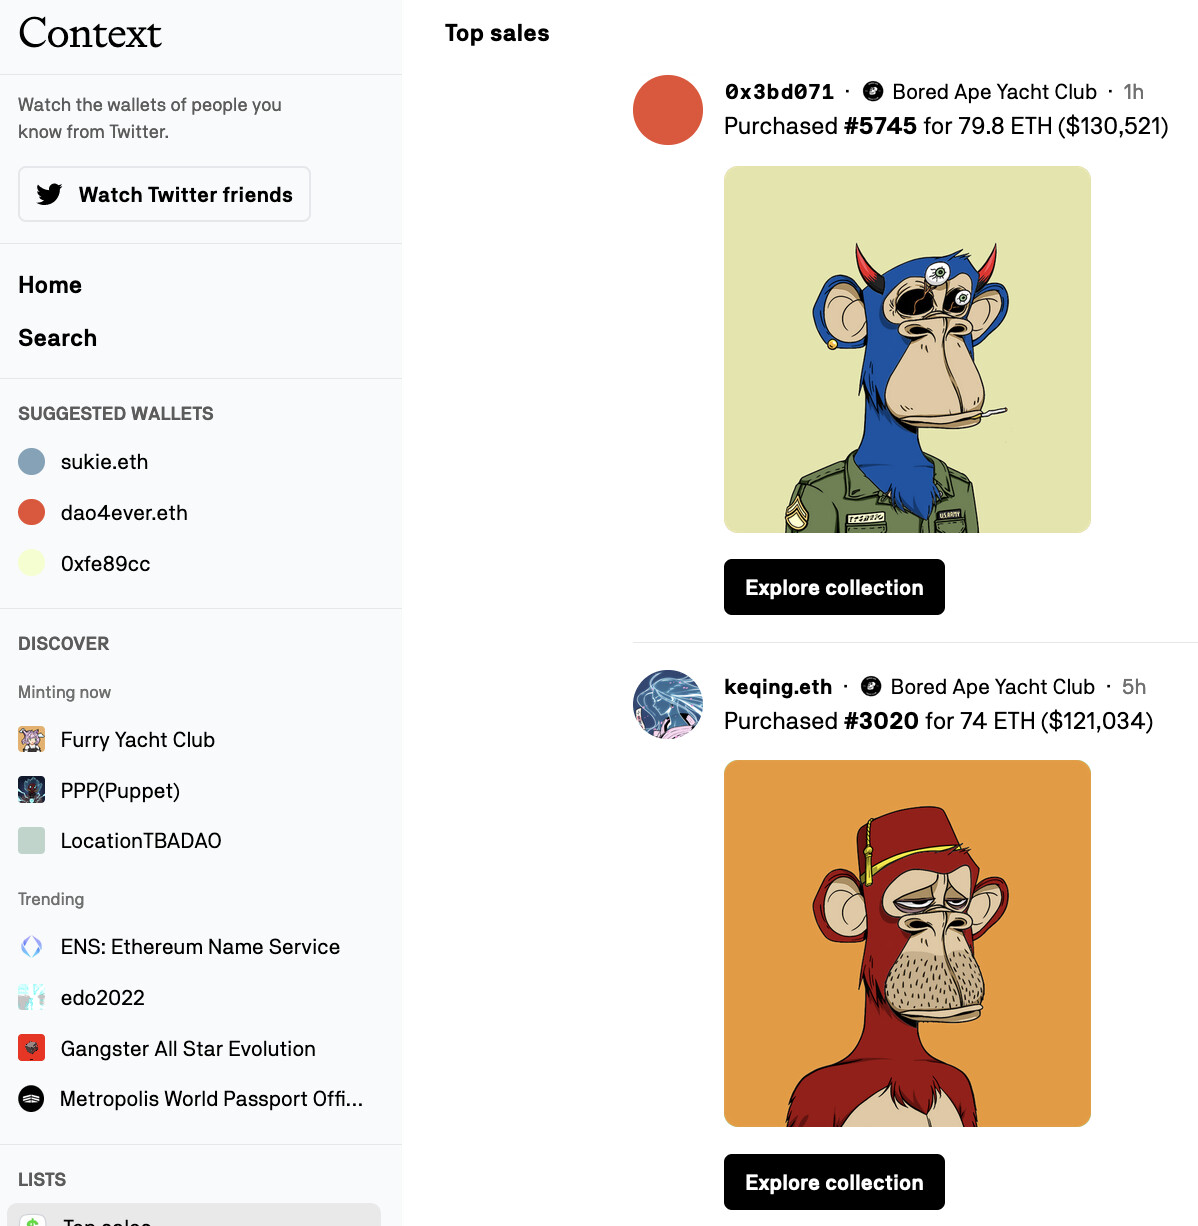 Context
Watch the wallets of people you
know from Twitter.
Watch Twitter friends
Home
Search
SUGGESTED WALLETS
sukie.eth
dao4ever.eth
0xfe89cc
DISCOVER
Minting now
Furry Yacht Club
PPP(Puppet)
LocationTBADAO
Trending
ENS: Ethereum Name Service
edo2022
Gangster All Star Evolution
Metropolis World Passport Offi...
LISTS
Top sales
Top sales
0x3bd071 · Bored Ape Yacht Club · 1h
Purchased #5745 for 79.8 ETH ($130,521)
U.S.ARMY
Explore collection
keqing.eth · Bored Ape Yacht Club · 5h
Purchased #3020 for 74 ETH ($121,034)
Explore collection